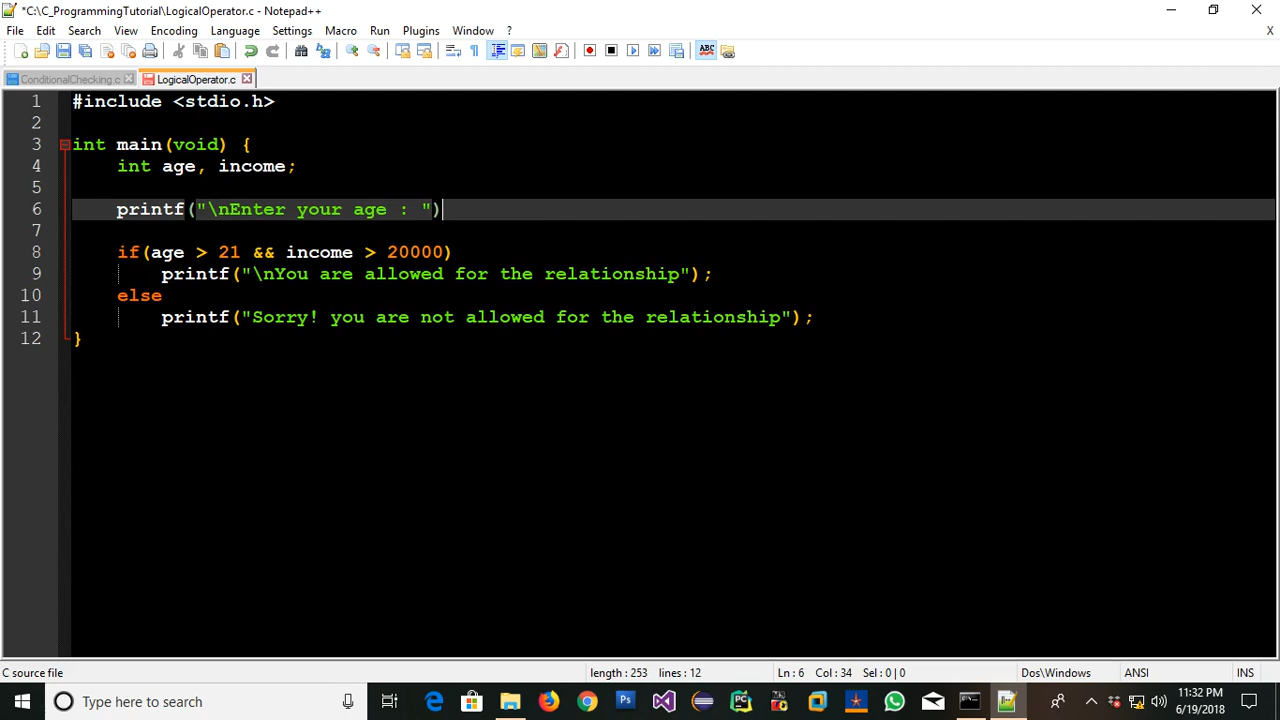 *C:\C_ProgrammingTutorial\LogicalOperator.c - Notepad++
File Edit Search View Encoding Language Settings Macro Run Plugins Window ? X
ConditionalChecking.c LogicalOperator.c
1 #include <stdio.h>
2
3 int main(void) {
4 int age, income;
5
6 printf("\nEnter your age : ")
7
8 if(age > 21 && income > 20000)
9 printf("\nYou are allowed for the relationship");
10 else
11 printf("Sorry! you are not allowed for the relationship");
12 }
C source file length : 253 lines : 12 Ln : 6 Col : 34 Sel : 0 | 0 Dos\Windows ANSI INS
Type here to search 11:32 PM
6/19/2018